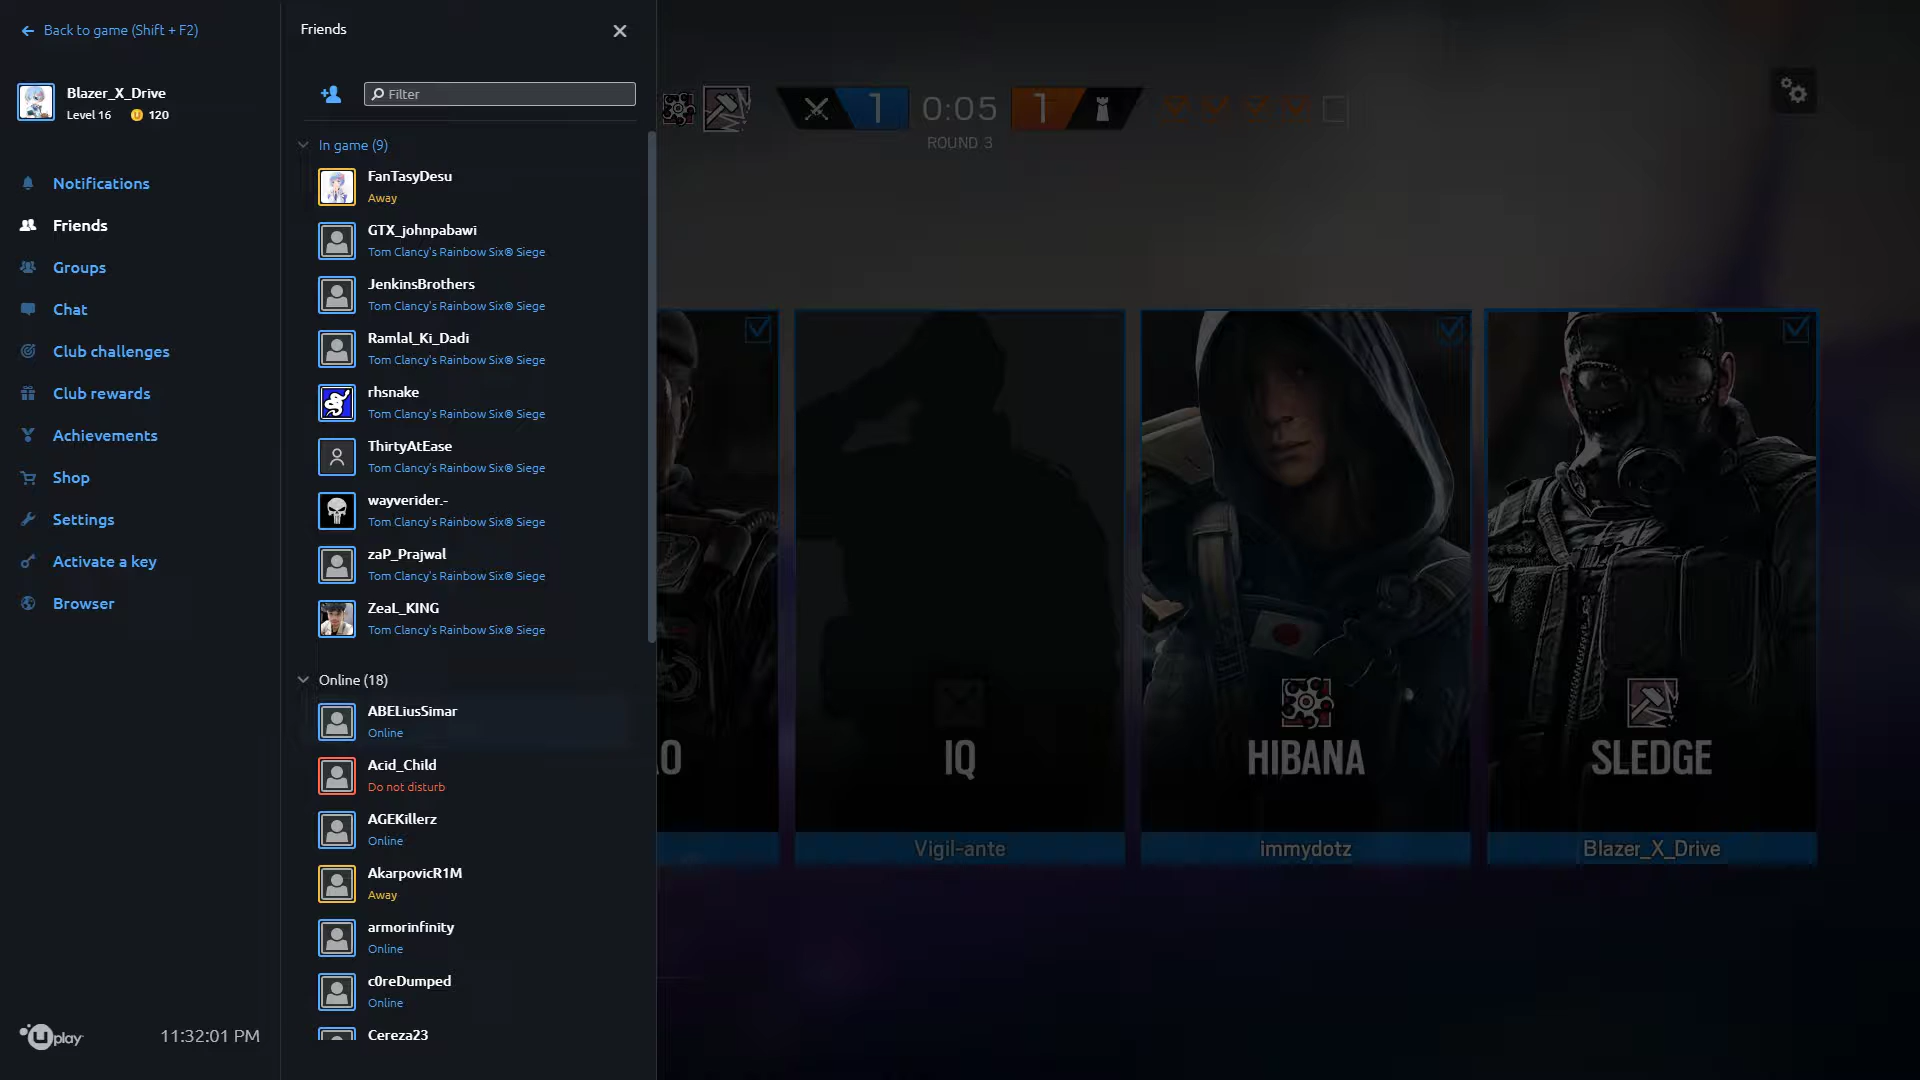 Back to game (Shift + F2)
Blazer_X_Drive
Level 16
120
Notifications
Friends
Groups
Chat
Club challenges
Club rewards
Achievements
Shop
Settings
Activate a key
Browser
uplay
11:32:01 PM
Friends
Filter
In game (9)
FanTasyDesu
Away
GTX_johnpabawi
Tom Clancy's Rainbow Six® Siege
JenkinsBrothers
Tom Clancy's Rainbow Six® Siege
Ramlal_Ki_Dadi
Tom Clancy's Rainbow Six® Siege
rhsnake
Tom Clancy's Rainbow Six® Siege
ThirtyAtEase
Tom Clancy's Rainbow Six® Siege
wayverider.-
Tom Clancy's Rainbow Six® Siege
zaP_Prajwal
Tom Clancy's Rainbow Six® Siege
ZeaL_KING
Tom Clancy's Rainbow Six® Siege
Online (18)
ABELiusSimar
Online
Acid_Child
Do not disturb
AGEKillerz
Online
AkarpovicR1M
Away
armorinfinity
Online
c0reDumped
Online
Cereza23
1 0:05 1
ROUND 3
IQ
HIBANA
SLEDGE
Vigil-ante
immydotz
Blazer_X_Drive